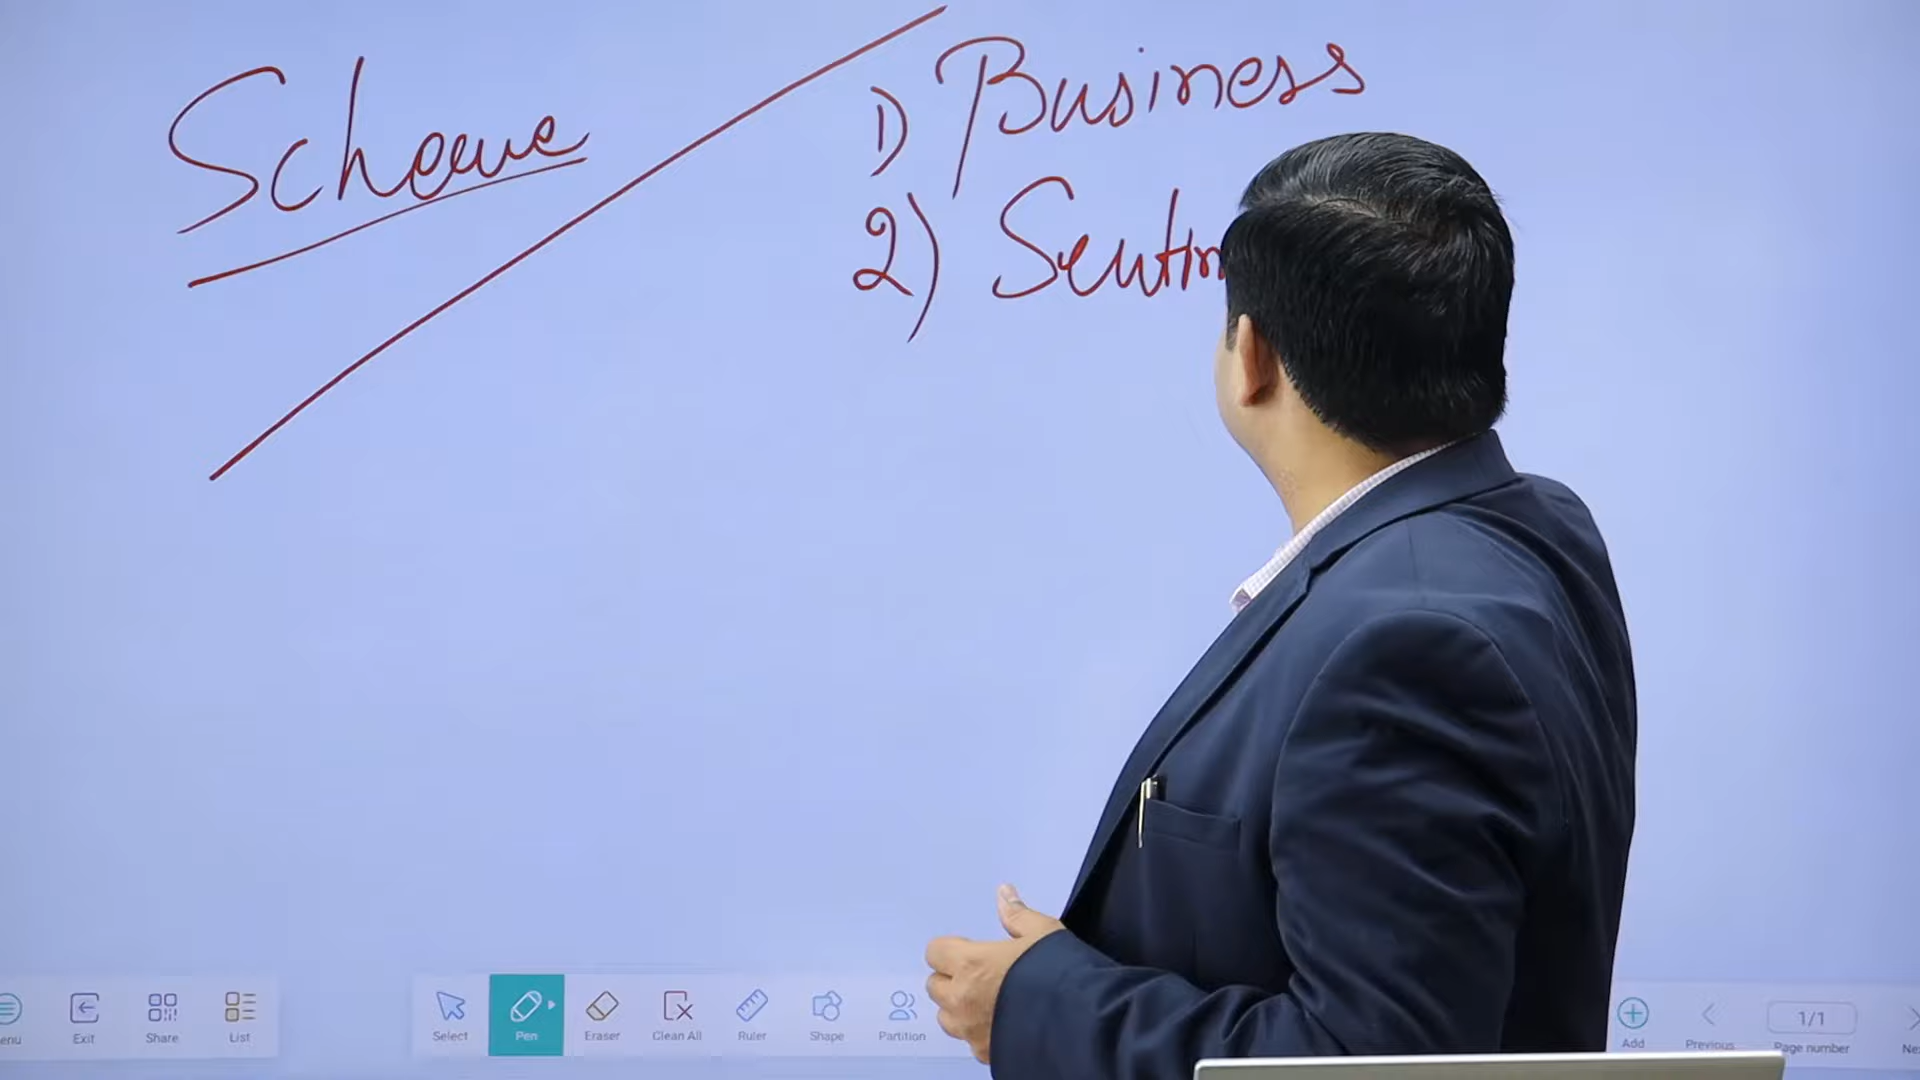 Scheme
1) Business
2) Sentim
Exit
Share
List
Select
Pen
Eraser
Clean All
Ruler
Shape
Partition
Add
Previous
1/1
Page number